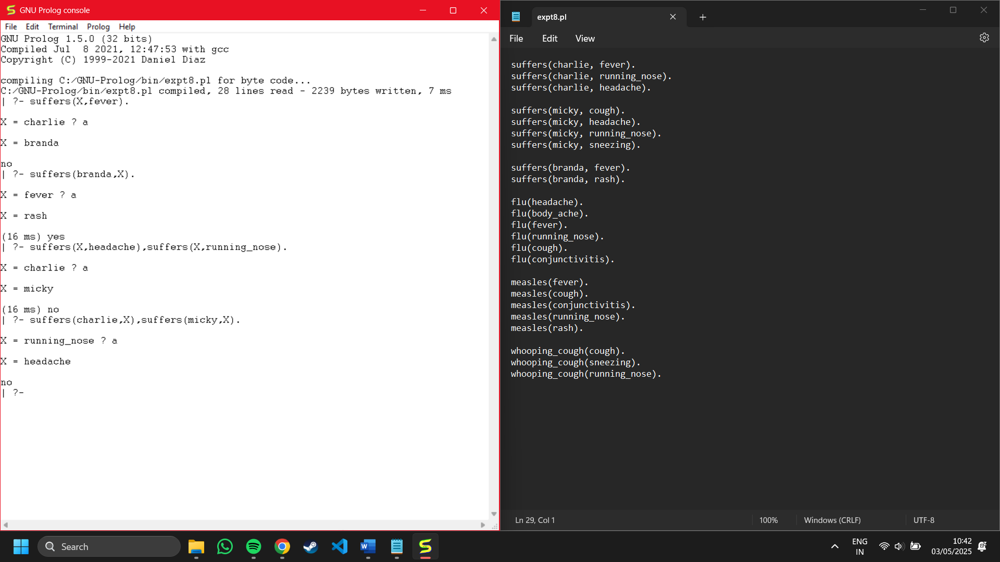 GNU Prolog console
File Edit Terminal Prolog Help
GNU Prolog 1.5.0 (32 bits)
Compiled Jul  8 2021, 12:47:53 with gcc
Copyright (C) 1999-2021 Daniel Diaz
compiling C:/GNU-Prolog/bin/expt8.pl for byte code...
C:/GNU-Prolog/bin/expt8.pl compiled, 28 lines read - 2239 bytes written, 7 ms
| ?- suffers(X,fever).
X = charlie ? a
X = branda
no
| ?- suffers(branda,X).
X = fever ? a
X = rash
(16 ms) yes
| ?- suffers(X,headache),suffers(X,running_nose).
X = charlie ? a
X = micky
(16 ms) no
| ?- suffers(charlie,X),suffers(micky,X).
X = running_nose ? a
X = headache
no
| ?-
expt8.pl
File Edit View
suffers(charlie, fever).
suffers(charlie, running_nose).
suffers(charlie, headache).
suffers(micky, cough).
suffers(micky, headache).
suffers(micky, running_nose).
suffers(micky, sneezing).
suffers(branda, fever).
suffers(branda, rash).
flu(headache).
flu(body_ache).
flu(fever).
flu(running_nose).
flu(cough).
flu(conjunctivitis).
measles(fever).
measles(cough).
measles(conjunctivitis).
measles(running_nose).
measles(rash).
whooping_cough(cough).
whooping_cough(sneezing).
whooping_cough(running_nose).
Ln 29, Col 1 100% Windows (CRLF) UTF-8
Search
ENG
IN
10:42
03/05/2025